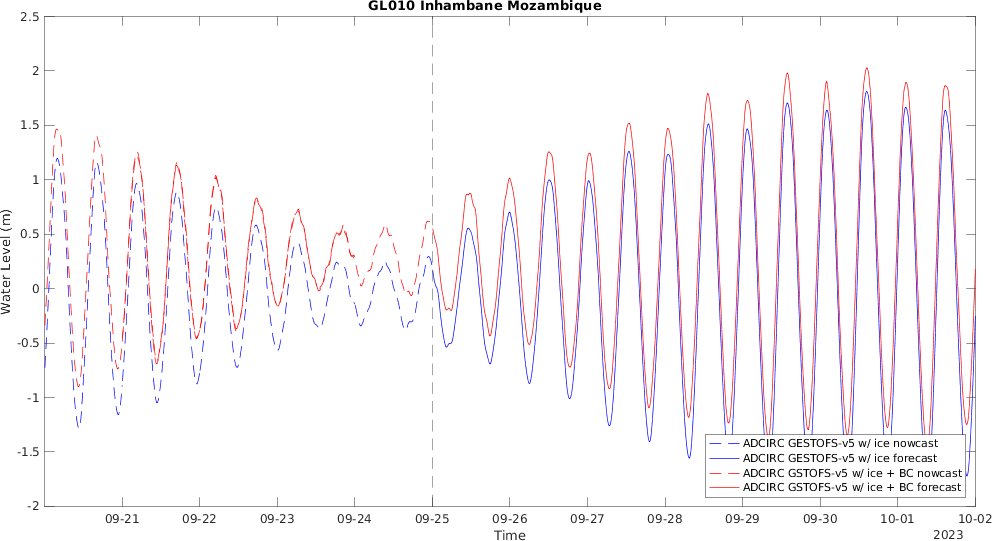 GL010 Inhambane Mozambique
2.5
2
1.5
1
0.5
0
-0.5
-1
-1.5
-2
Water Level (m)
ADCIRC GESTOFS-v5 w/ ice nowcast
ADCIRC GESTOFS-v5 w/ ice forecast
ADCIRC GSTOFS-v5 w/ ice + BC nowcast
ADCIRC GSTOFS-v5 w/ ice + BC forecast
09-21 09-22 09-23 09-24 09-25 09-26 09-27 09-28 09-29 09-30 10-01 10-02
Time
2023